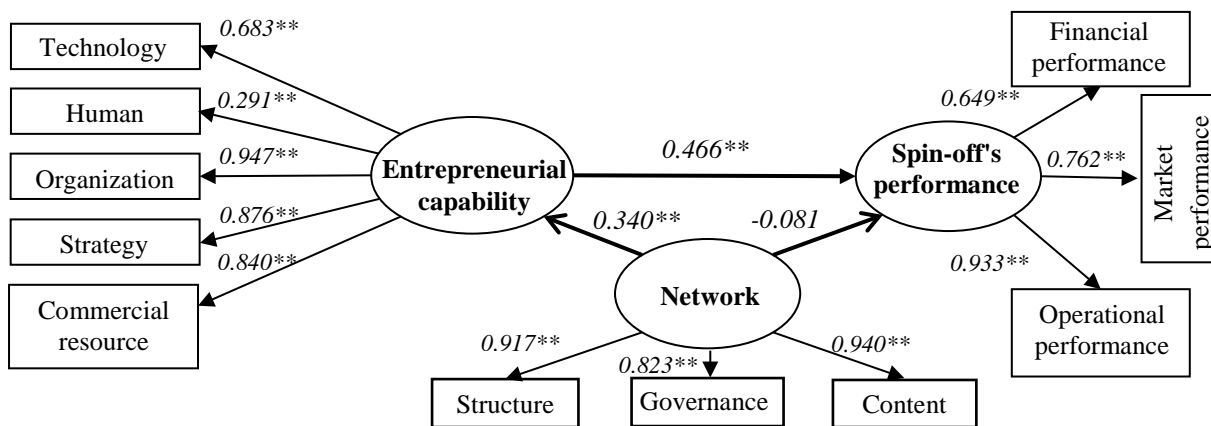 Technology
0.683**
Human
0.291**
Organization
0.947**
Strategy
0.876**
Commercial
resource
0.840**
Entrepreneurial
capability
0.466**
0.340**
-0.081
Spin-off's
performance
Financial
performance
0.649**
Market
performance
0.762**
Operational
performance
0.933**
Network
0.917**
0.823**
0.940**
Structure
Governance
Content